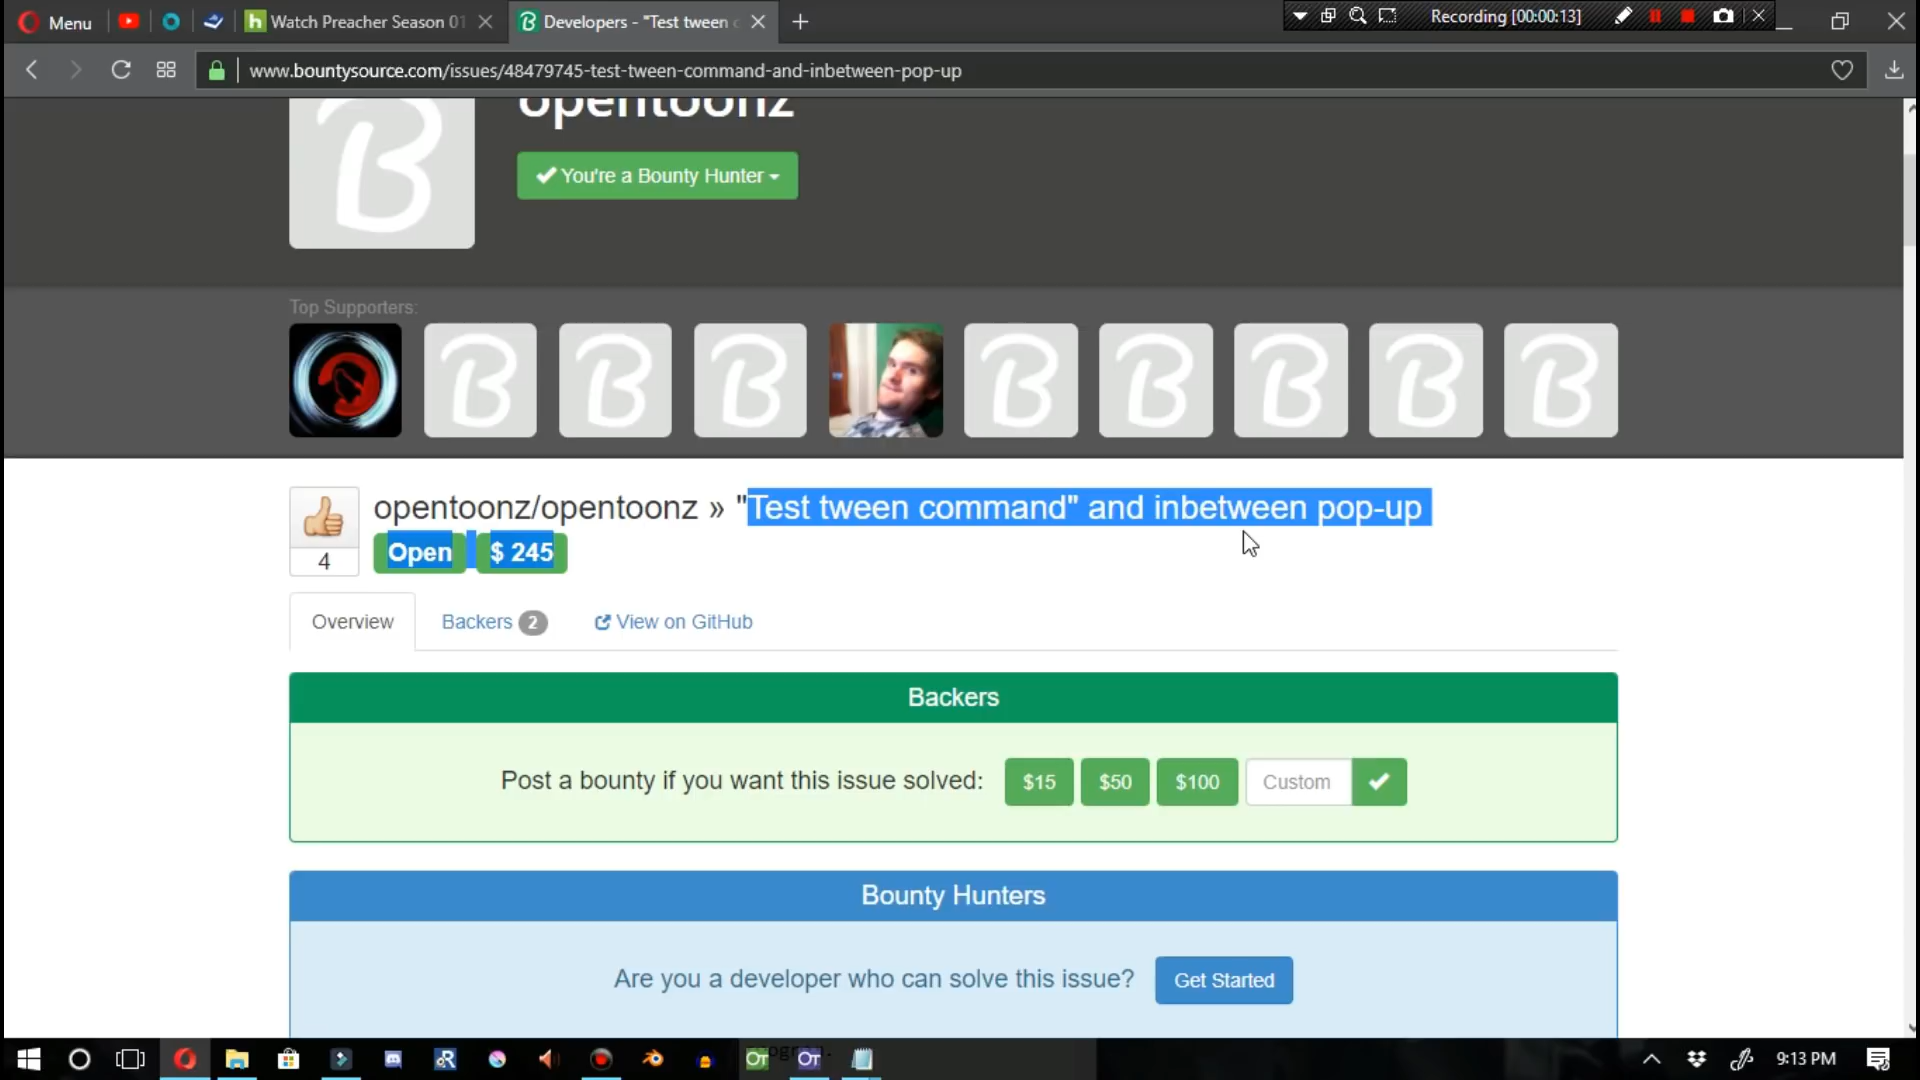 Menu
Watch Preacher Season 01
Developers - "Test tween
Recording [00:00:13]
www.bountysource.com/issues/48479745-test-tween-command-and-inbetween-pop-up
opentoonz
You're a Bounty Hunter
Top Supporters:
opentoonz/opentoonz » "Test tween command" and inbetween pop-up
4
Open $ 245
Overview Backers 2 View on GitHub
Backers
Post a bounty if you want this issue solved: $15 $50 $100 Custom
Bounty Hunters
Are you a developer who can solve this issue? Get Started
9:13 PM